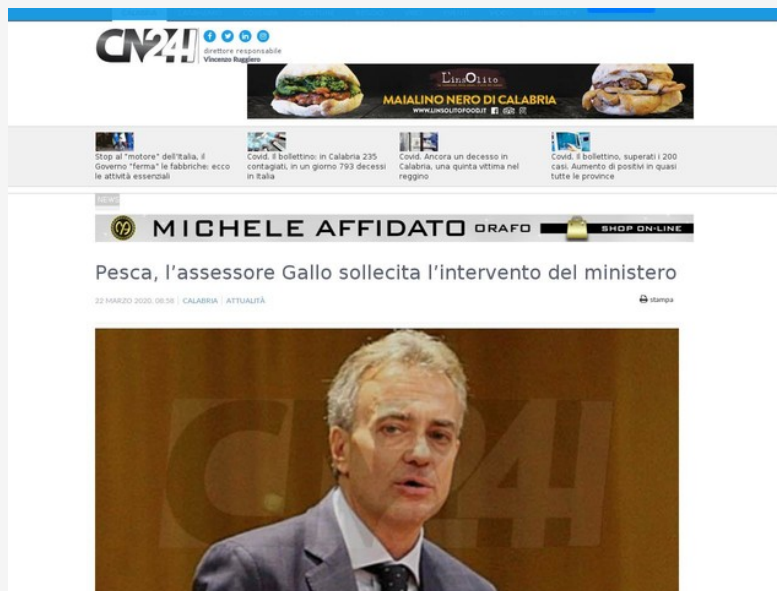 CN24
direttore responsabile
Vincenzo Ruggiero
L'insOlito
MAIALINO NERO DI CALABRIA
WWW.LINSOLITOFOOD.IT
Stop al "motore" dell'Italia, il
Governo "ferma" le fabbriche: ecco
le attività essenziali
Covid. Il bollettino: in Calabria 235
contagiati, in un giorno 793 decessi
in Italia
Covid. Ancora un decesso in
Calabria, una quinta vittima nel
reggino
Covid. Il bollettino, superati i 200
casi. Aumento di positivi in quasi
tutte le province
NEWS
MICHELE AFFIDATO ORAFO SHOP ON-LINE
Pesca, l’assessore Gallo sollecita l’intervento del ministero
22 MARZO 2020, 08:58 CALABRIA ATTUALITÀ stampa
CN24